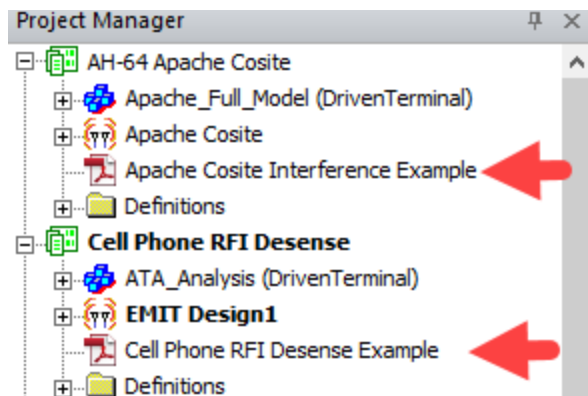 Project Manager
AH-64 Apache Cosite
Apache_Full_Model (DrivenTerminal)
Apache Cosite
Apache Cosite Interference Example
Definitions
Cell Phone RFI Desense
ATA_Analysis (DrivenTerminal)
EMIT Design1
Cell Phone RFI Desense Example
Definitions